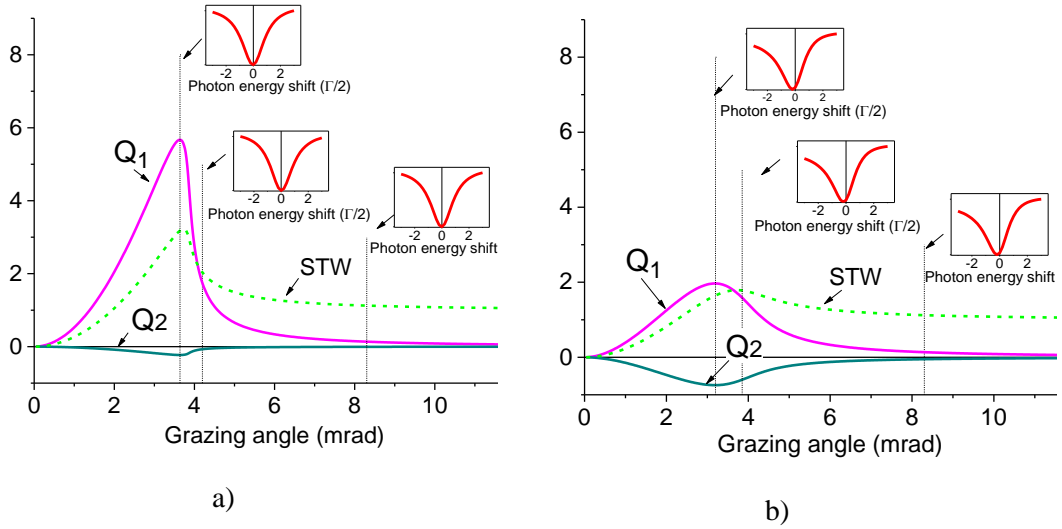 a)
8
6
4
2
0
0 2 4 6 8 10
Grazing angle (mrad)
Q1
Q2
STW
-2 0 2
Photon energy shift (Γ/2)
-2 0 2
Photon energy shift (Γ/2)
-2 0 2
Photon energy shift
b)
8
6
4
2
0
0 2 4 6 8 10
Grazing angle (mrad)
Q1
Q2
STW
-2 0 2
Photon energy shift (Γ/2)
-2 0 2
Photon energy shift (Γ/2)
-2 0 2
Photon energy shift